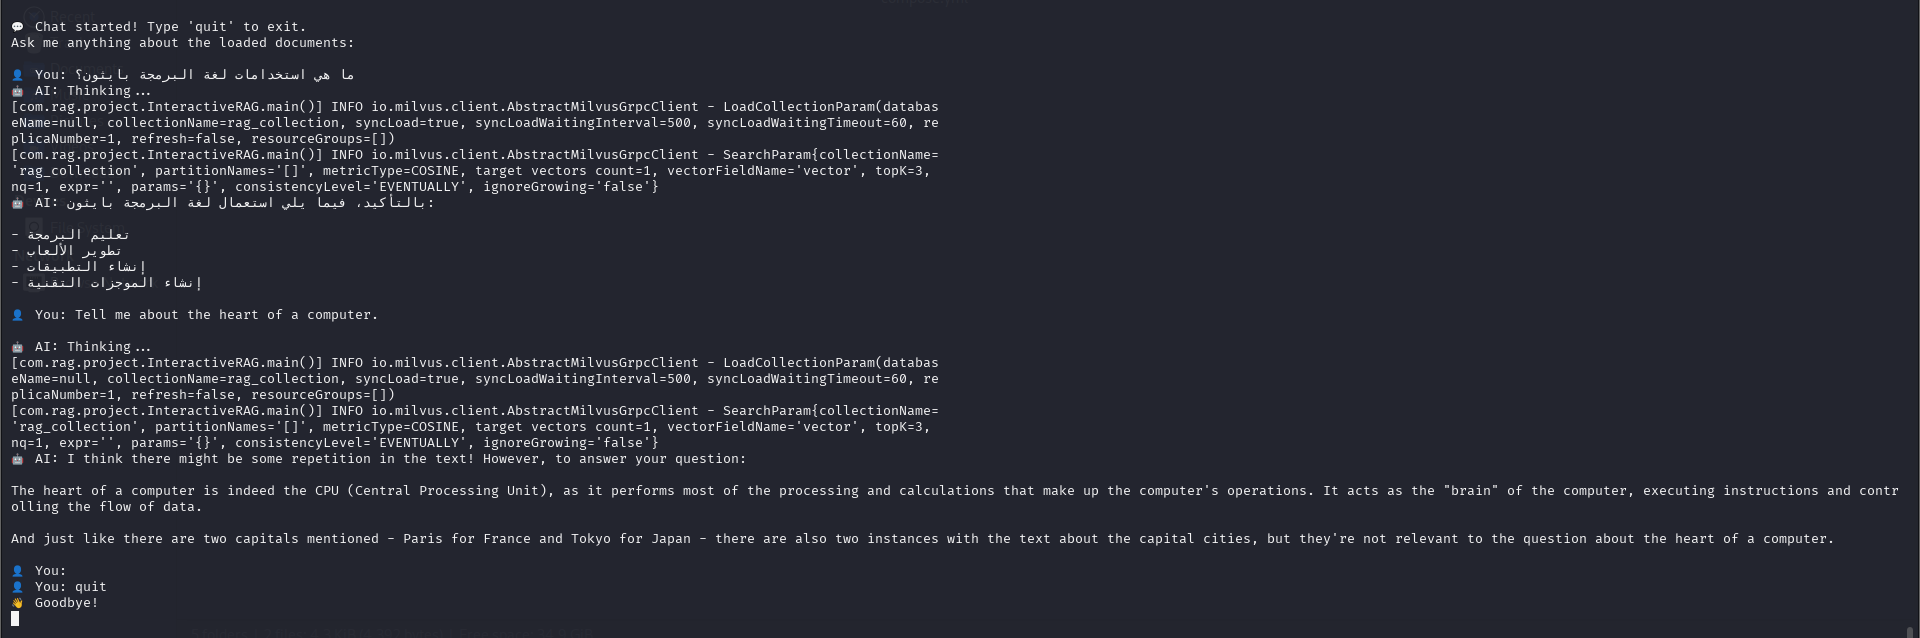 💬 Chat started! Type 'quit' to exit.
Ask me anything about the loaded documents:
👤 You: ما هي استخدامات لغة البرمجة بايثون؟
🤖 AI: Thinking...
[com.rag.project.InteractiveRAG.main()] INFO io.milvus.client.AbstractMilvusGrpcClient - LoadCollectionParam(databas
eName=null, collectionName=rag_collection, syncLoad=true, syncLoadWaitingInterval=500, syncLoadWaitingTimeout=60, re
plicaNumber=1, refresh=false, resourceGroups=[])
[com.rag.project.InteractiveRAG.main()] INFO io.milvus.client.AbstractMilvusGrpcClient - SearchParam{collectionName=
'rag_collection', partitionNames='[]', metricType=COSINE, target vectors count=1, vectorFieldName='vector', topK=3,
nq=1, expr='', params='{}', consistencyLevel='EVENTUALLY', ignoreGrowing='false'}
🤖 AI: بالتأكيد، فيما يلي استعمال لغة البرمجة بايثون:
- تعليم البرمجة
- تطوير الألعاب
- إنشاء التطبيقات
- إنشاء الموجزات التقنية
👤 You: Tell me about the heart of a computer.
🤖 AI: Thinking...
[com.rag.project.InteractiveRAG.main()] INFO io.milvus.client.AbstractMilvusGrpcClient - LoadCollectionParam(databas
eName=null, collectionName=rag_collection, syncLoad=true, syncLoadWaitingInterval=500, syncLoadWaitingTimeout=60, re
plicaNumber=1, refresh=false, resourceGroups=[])
[com.rag.project.InteractiveRAG.main()] INFO io.milvus.client.AbstractMilvusGrpcClient - SearchParam{collectionName=
'rag_collection', partitionNames='[]', metricType=COSINE, target vectors count=1, vectorFieldName='vector', topK=3,
nq=1, expr='', params='{}', consistencyLevel='EVENTUALLY', ignoreGrowing='false'}
🤖 AI: I think there might be some repetition in the text! However, to answer your question:
The heart of a computer is indeed the CPU (Central Processing Unit), as it performs most of the processing and calculations that make up the computer's operations. It acts as the "brain" of the computer, executing instructions and contr
olling the flow of data.
And just like there are two capitals mentioned - Paris for France and Tokyo for Japan - there are also two instances with the text about the capital cities, but they're not relevant to the question about the heart of a computer.
👤 You:
👤 You: quit
👋 Goodbye!